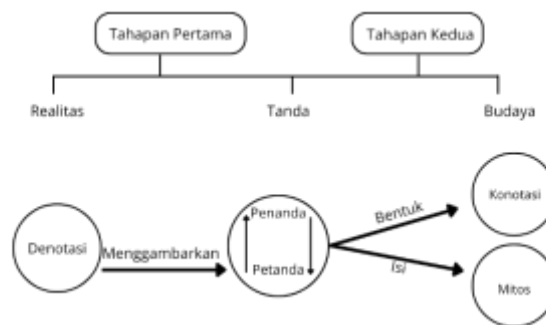 Tahapan Pertama
Tahapan Kedua
Realitas
Tanda
Budaya
Denotasi
Menggambarkan
Penanda
Petanda
Bentuk
Isi
Konotasi
Mitos